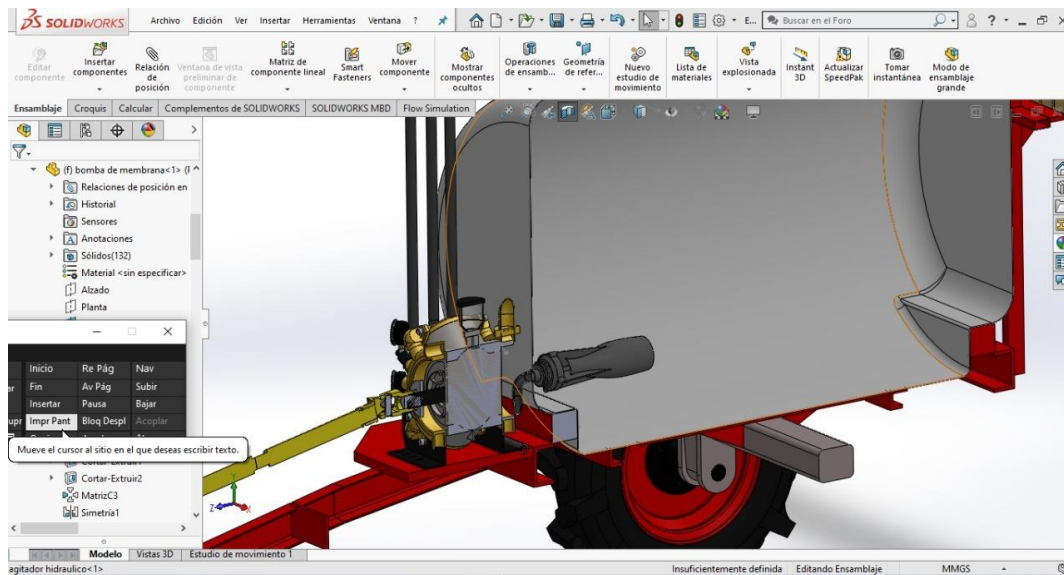 SOLIDWORKS
Archivo Edición Ver Insertar Herramientas Ventana ?
E...
Buscar en el Foro
Editar componente
Insertar componentes
Relación de posición
Ventana de vista preliminar de componente
Matriz de componente lineal
Smart Fasteners
Mover componente
Mostrar componentes ocultos
Operaciones de ensamb...
Geometría de refer...
Nuevo estudio de movimiento
Lista de materiales
Vista explosionada
Instant 3D
Actualizar SpeedPak
Tomar instantánea
Modo de ensamblaje grande
Ensamblaje Croquis Calcular Complementos de SOLIDWORKS SOLIDWORKS MBD Flow Simulation
(f) bomba de membrana<1>
Relaciones de posición en
Historial
Sensores
Anotaciones
Sólidos(132)
Material <sin especificar>
Alzado
Planta
Inicio Re Pág Nav
Fin Av Pág Subir
Insertar Pausa Bajar
Impr Pant Bloq Despl Acoplar
Mueve el cursor al sitio en el que deseas escribir texto.
Cortar-Extruir1
Cortar-Extruir2
MatrizC3
Simetría1
Y
Z
X
Modelo Vistas 3D Estudio de movimiento 1
agitador hidraulico<1>
Insuficientemente definida Editando Ensamblaje MMGS